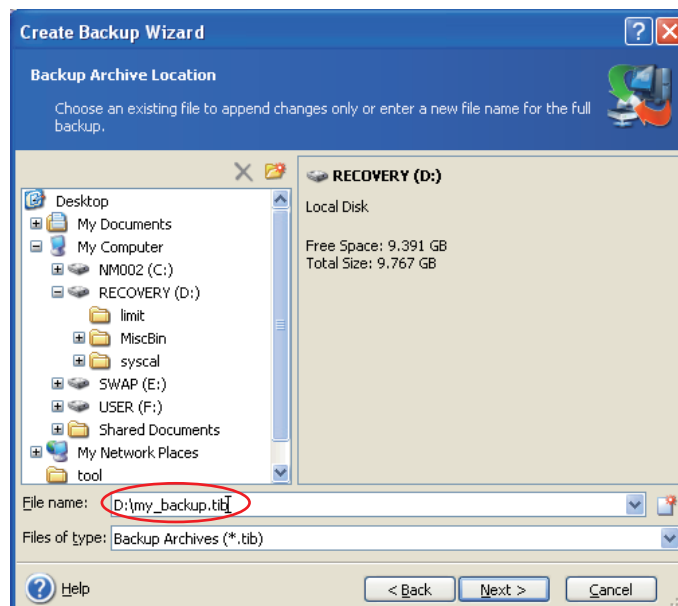 Create Backup Wizard
Backup Archive Location
Choose an existing file to append changes only or enter a new file name for the full
backup.
Desktop
My Documents
My Computer
NM002 (C:)
RECOVERY (D:)
limit
MiscBin
syscal
SWAP (E:)
USER (F:)
Shared Documents
My Network Places
tool
RECOVERY (D:)
Local Disk
Free Space: 9.391 GB
Total Size: 9.767 GB
File name: D:\my_backup.tib
Files of type: Backup Archives (*.tib)
Help
< Back
Next >
Cancel